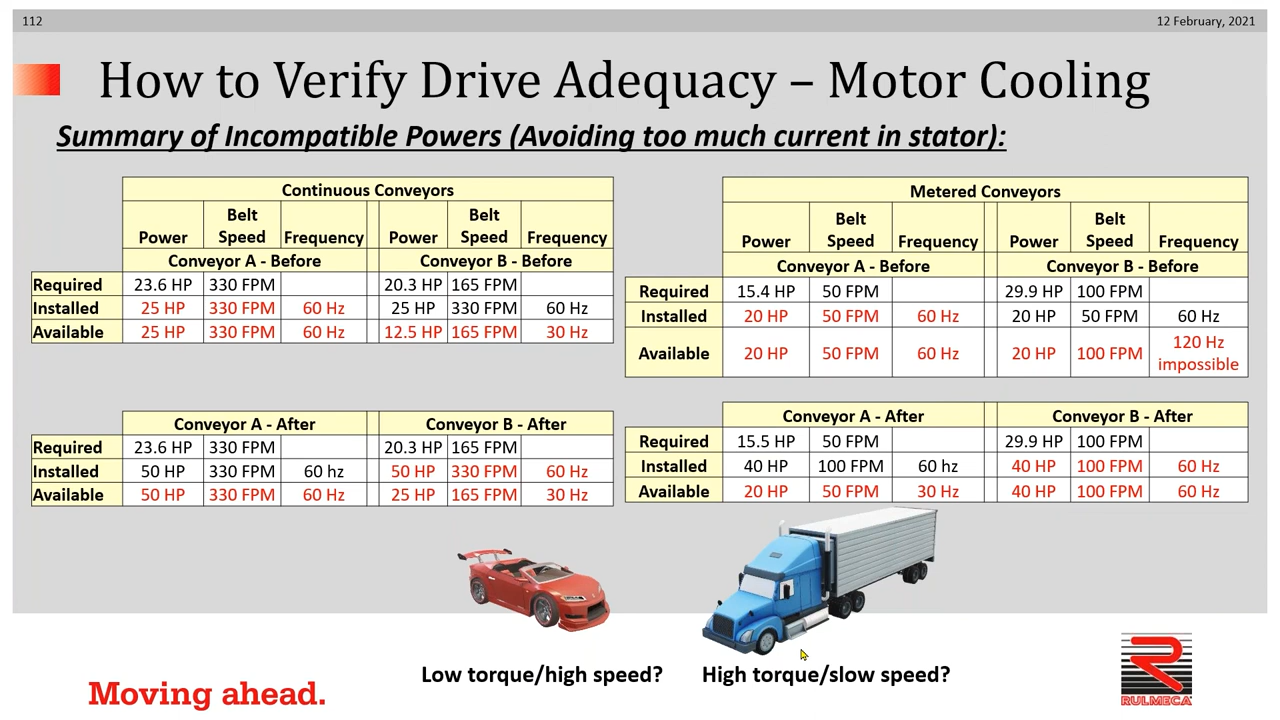 112
12 February, 2021
How to Verify Drive Adequacy – Motor Cooling
Summary of Incompatible Powers (Avoiding too much current in stator):
Continuous Conveyors
Power Belt Speed Frequency Power Belt Speed Frequency
Conveyor A - Before Conveyor B - Before
Required 23.6 HP 330 FPM 20.3 HP 165 FPM
Installed 25 HP 330 FPM 60 Hz 25 HP 330 FPM 60 Hz
Available 25 HP 330 FPM 60 Hz 12.5 HP 165 FPM 30 Hz
Conveyor A - After Conveyor B - After
Required 23.6 HP 330 FPM 20.3 HP 165 FPM
Installed 50 HP 330 FPM 60 hz 50 HP 330 FPM 60 Hz
Available 50 HP 330 FPM 60 Hz 25 HP 165 FPM 30 Hz
Metered Conveyors
Power Belt Speed Frequency Power Belt Speed Frequency
Conveyor A - Before Conveyor B - Before
Required 15.4 HP 50 FPM 29.9 HP 100 FPM
Installed 20 HP 50 FPM 60 Hz 20 HP 50 FPM 60 Hz
Available 20 HP 50 FPM 60 Hz 20 HP 100 FPM 120 Hz impossible
Conveyor A - After Conveyor B - After
Required 15.5 HP 50 FPM 29.9 HP 100 FPM
Installed 40 HP 100 FPM 60 hz 40 HP 100 FPM 60 Hz
Available 20 HP 50 FPM 30 Hz 40 HP 100 FPM 60 Hz
Low torque/high speed?
High torque/slow speed?
Moving ahead.
RULMECA